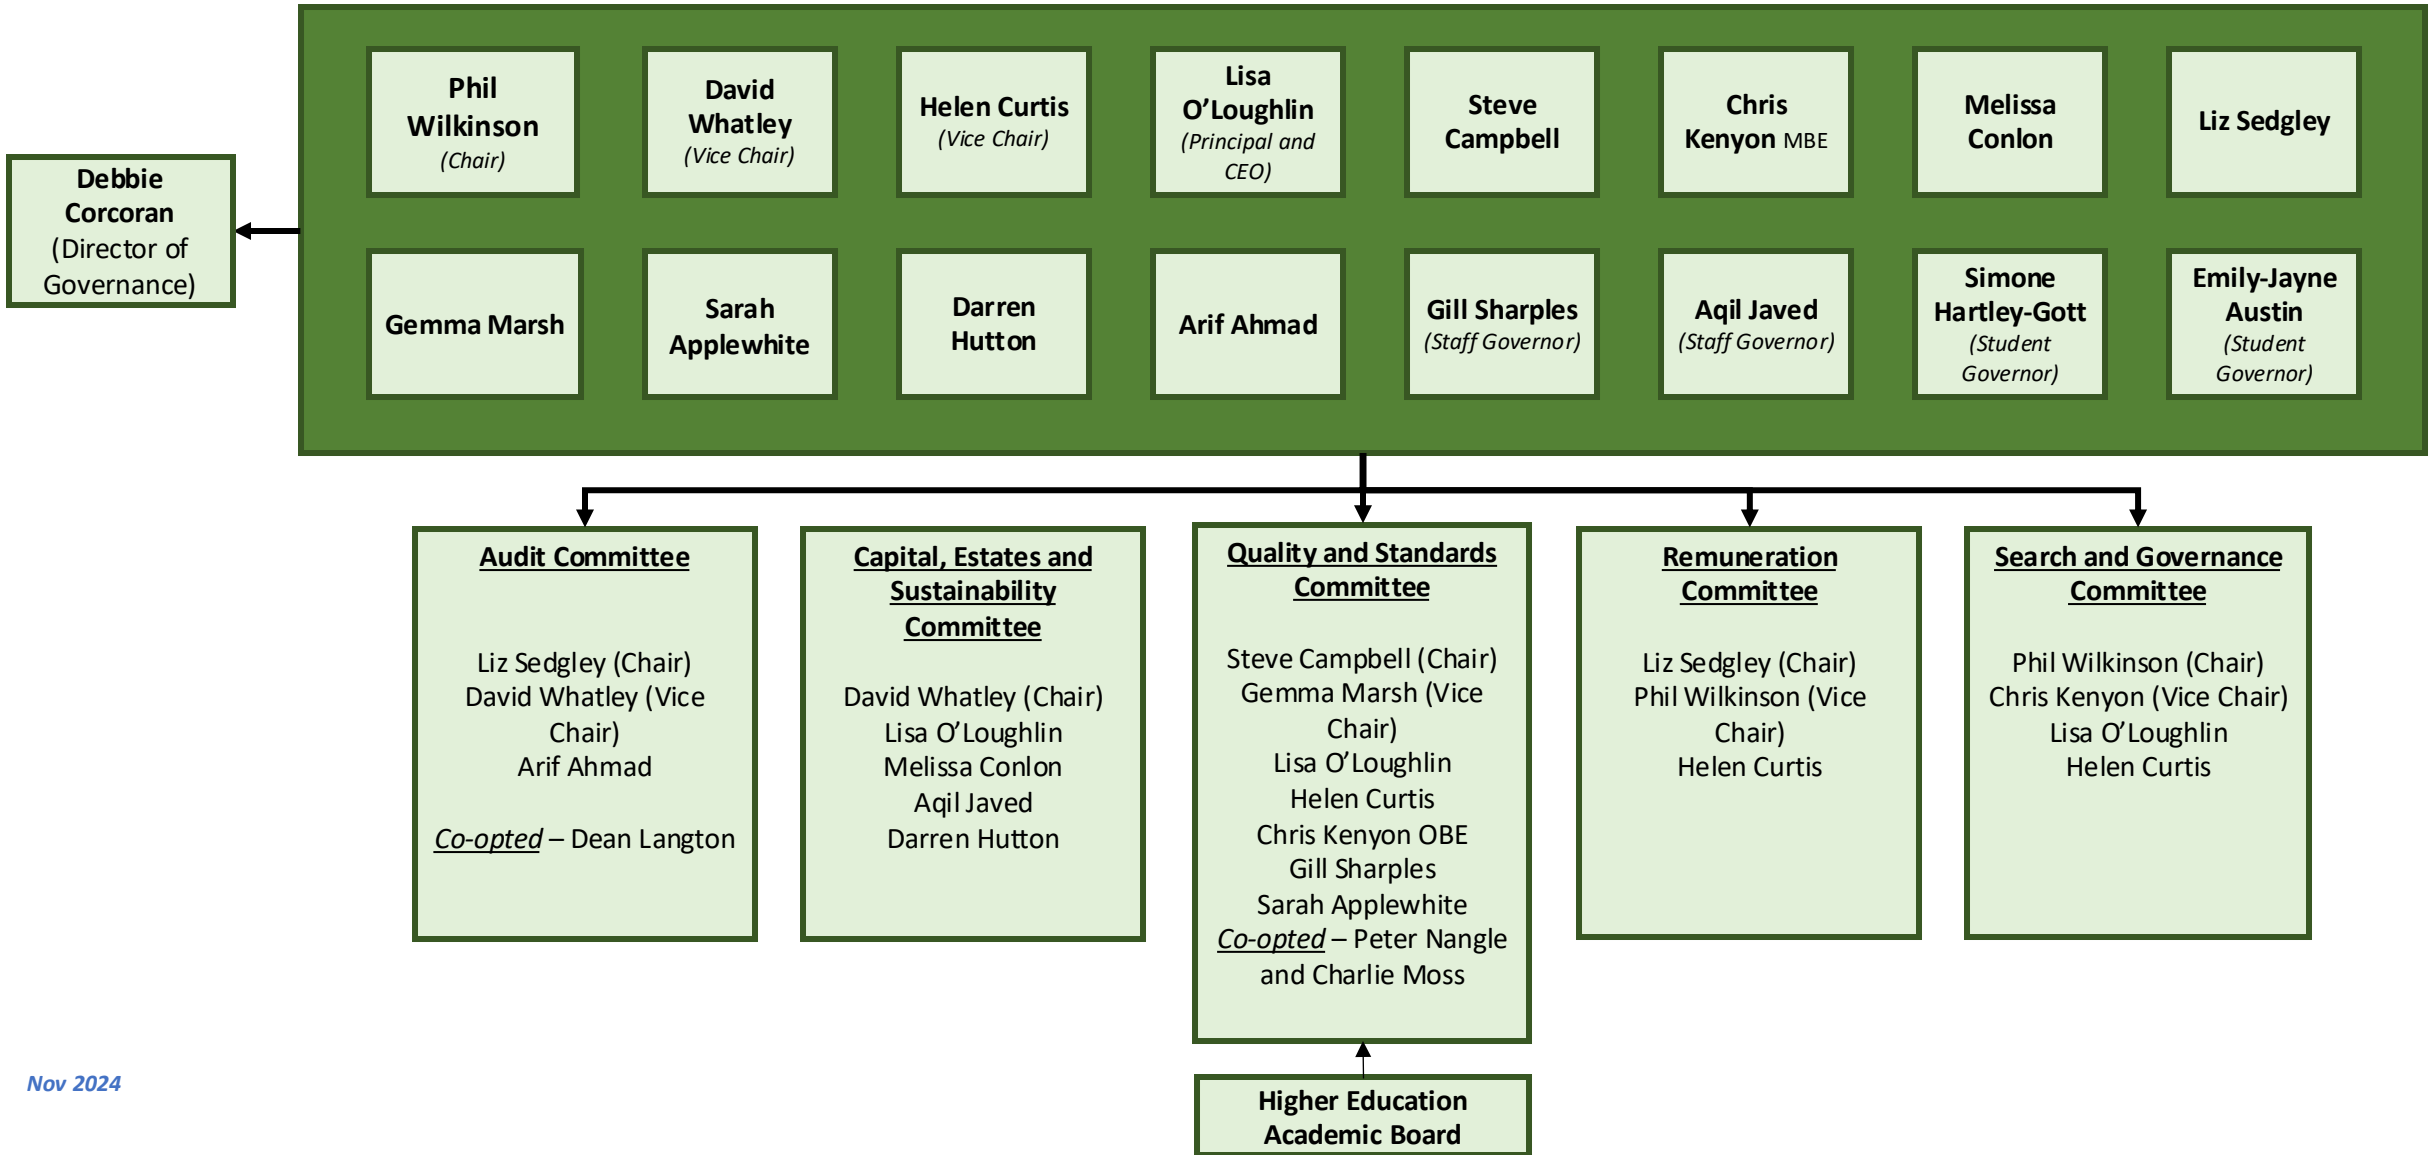 Phil
Wilkinson
(Chair)
David
Whatley
(Vice Chair)
Helen Curtis
(Vice Chair)
Lisa
O’Loughlin
(Principal and
CEO)
Steve
Campbell
Chris
Kenyon MBE
Melissa
Conlon
Liz Sedgley
Debbie
Corcoran
(Director of
Governance)
Gemma Marsh
Sarah
Applewhite
Darren
Hutton
Arif Ahmad
Gill Sharples
(Staff Governor)
Aqil Javed
(Staff Governor)
Simone
Hartley-Gott
(Student
Governor)
Emily-Jayne
Austin
(Student
Governor)
Audit Committee
Liz Sedgley (Chair)
David Whatley (Vice
Chair)
Arif Ahmad
Co-opted – Dean Langton
Capital, Estates and
Sustainability
Committee
David Whatley (Chair)
Lisa O’Loughlin
Melissa Conlon
Aqil Javed
Darren Hutton
Quality and Standards
Committee
Steve Campbell (Chair)
Gemma Marsh (Vice
Chair)
Lisa O’Loughlin
Helen Curtis
Chris Kenyon OBE
Gill Sharples
Sarah Applewhite
Co-opted – Peter Nangle
and Charlie Moss
Remuneration
Committee
Liz Sedgley (Chair)
Phil Wilkinson (Vice
Chair)
Helen Curtis
Search and Governance
Committee
Phil Wilkinson (Chair)
Chris Kenyon (Vice Chair)
Lisa O’Loughlin
Helen Curtis
Nov 2024
Higher Education
Academic Board